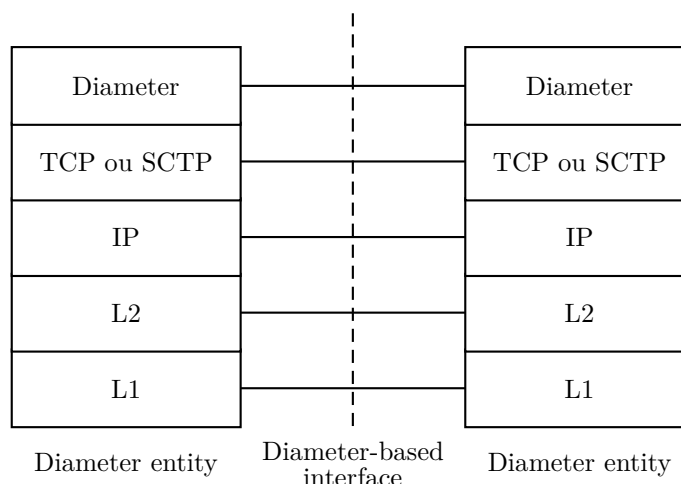 Diameter
Diameter
TCP ou SCTP
TCP ou SCTP
IP
IP
L2
L2
L1
L1
Diameter entity
Diameter-based
interface
Diameter entity